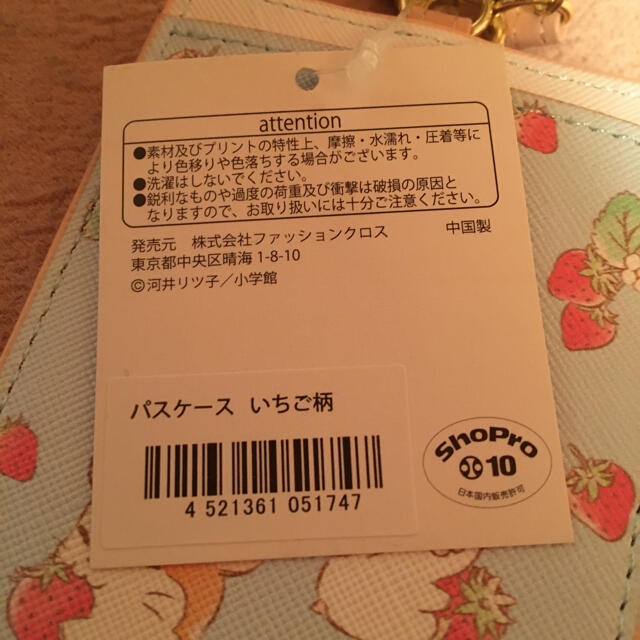 attention
●素材及びプリントの特性上、摩擦・水濡れ・圧着等に
より色移りや色落ちする場合がございます。
●洗濯はしないでください。
●鋭利なものや過度の荷重及び衝撃は破損の原因と
なりますので、お取り扱いには十分ご注意ください。
発売元 株式会社ファッションクロス 中国製
東京都中央区晴海 1-8-10
©河井リツ子／小学館
パスケース いちご柄
4 521361 051747
ShoPro
10
日本国内販売許可